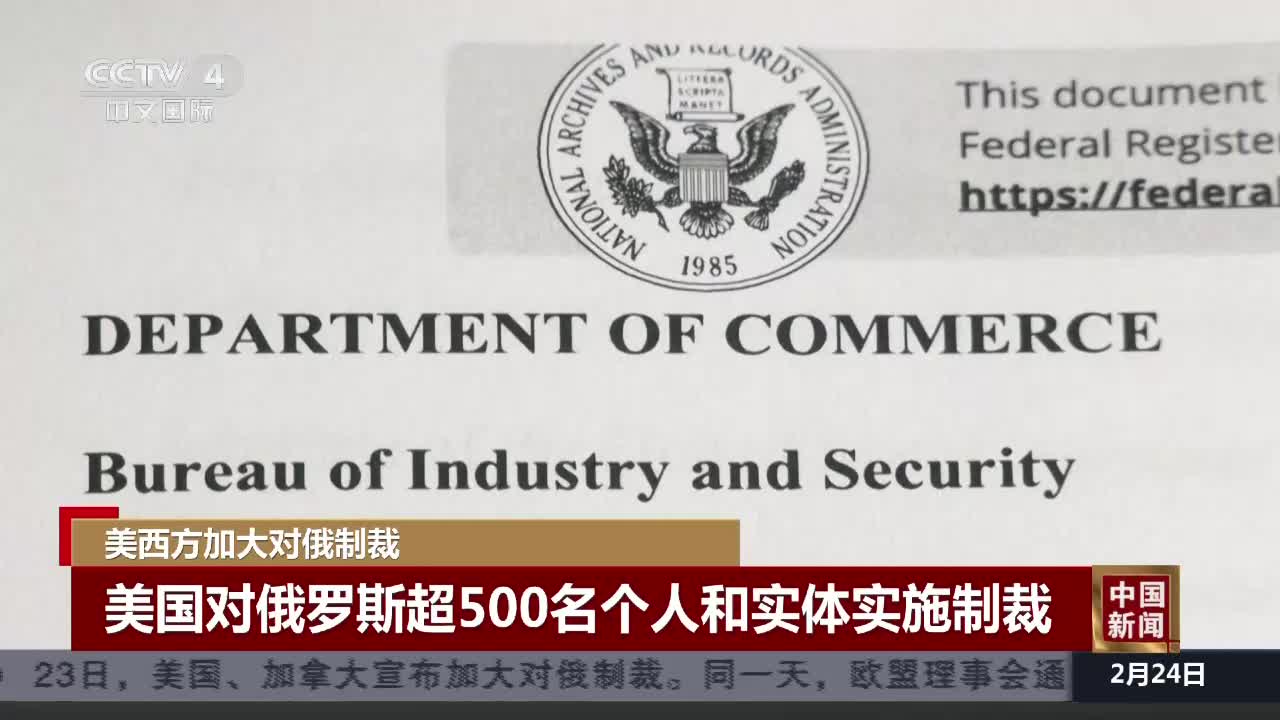 CCTV 4
中文国际
NATIONAL ARCHIVES AND RECORDS ADMINISTRATION
LITTERA
SCRIPTA
MANET
1985
This document
Federal Register
https://federal
DEPARTMENT OF COMMERCE
Bureau of Industry and Security
美西方加大对俄制裁
美国对俄罗斯超500名个人和实体实施制裁
中国
新闻
23日，美国、加拿大宣布加大对俄制裁。同一天，欧盟理事会通
2月24日